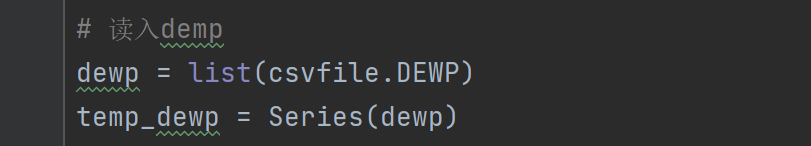 # 读入demp
dewp = list(csvfile.DEWP)
temp_dewp = Series(dewp)